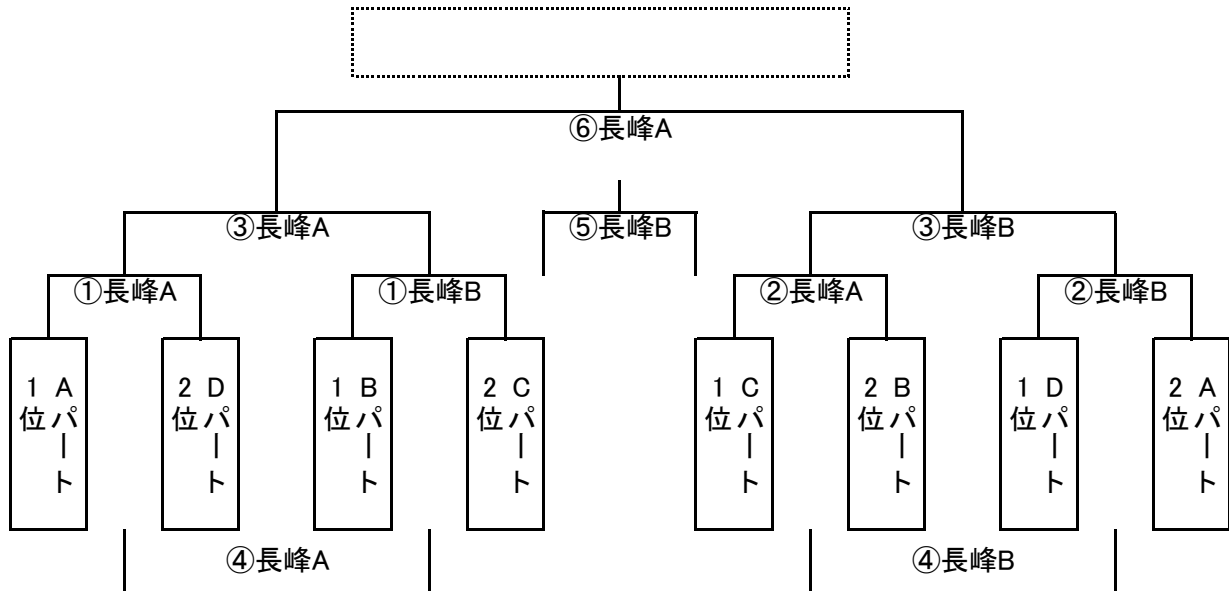 ⑥長峰A
③長峰A
⑤長峰B
③長峰B
①長峰A
①長峰B
②長峰A
②長峰B
Aパート
1位
Dパート
2位
Bパート
1位
Cパート
2位
Cパート
1位
Bパート
2位
Dパート
1位
Aパート
2位
④長峰A
④長峰B